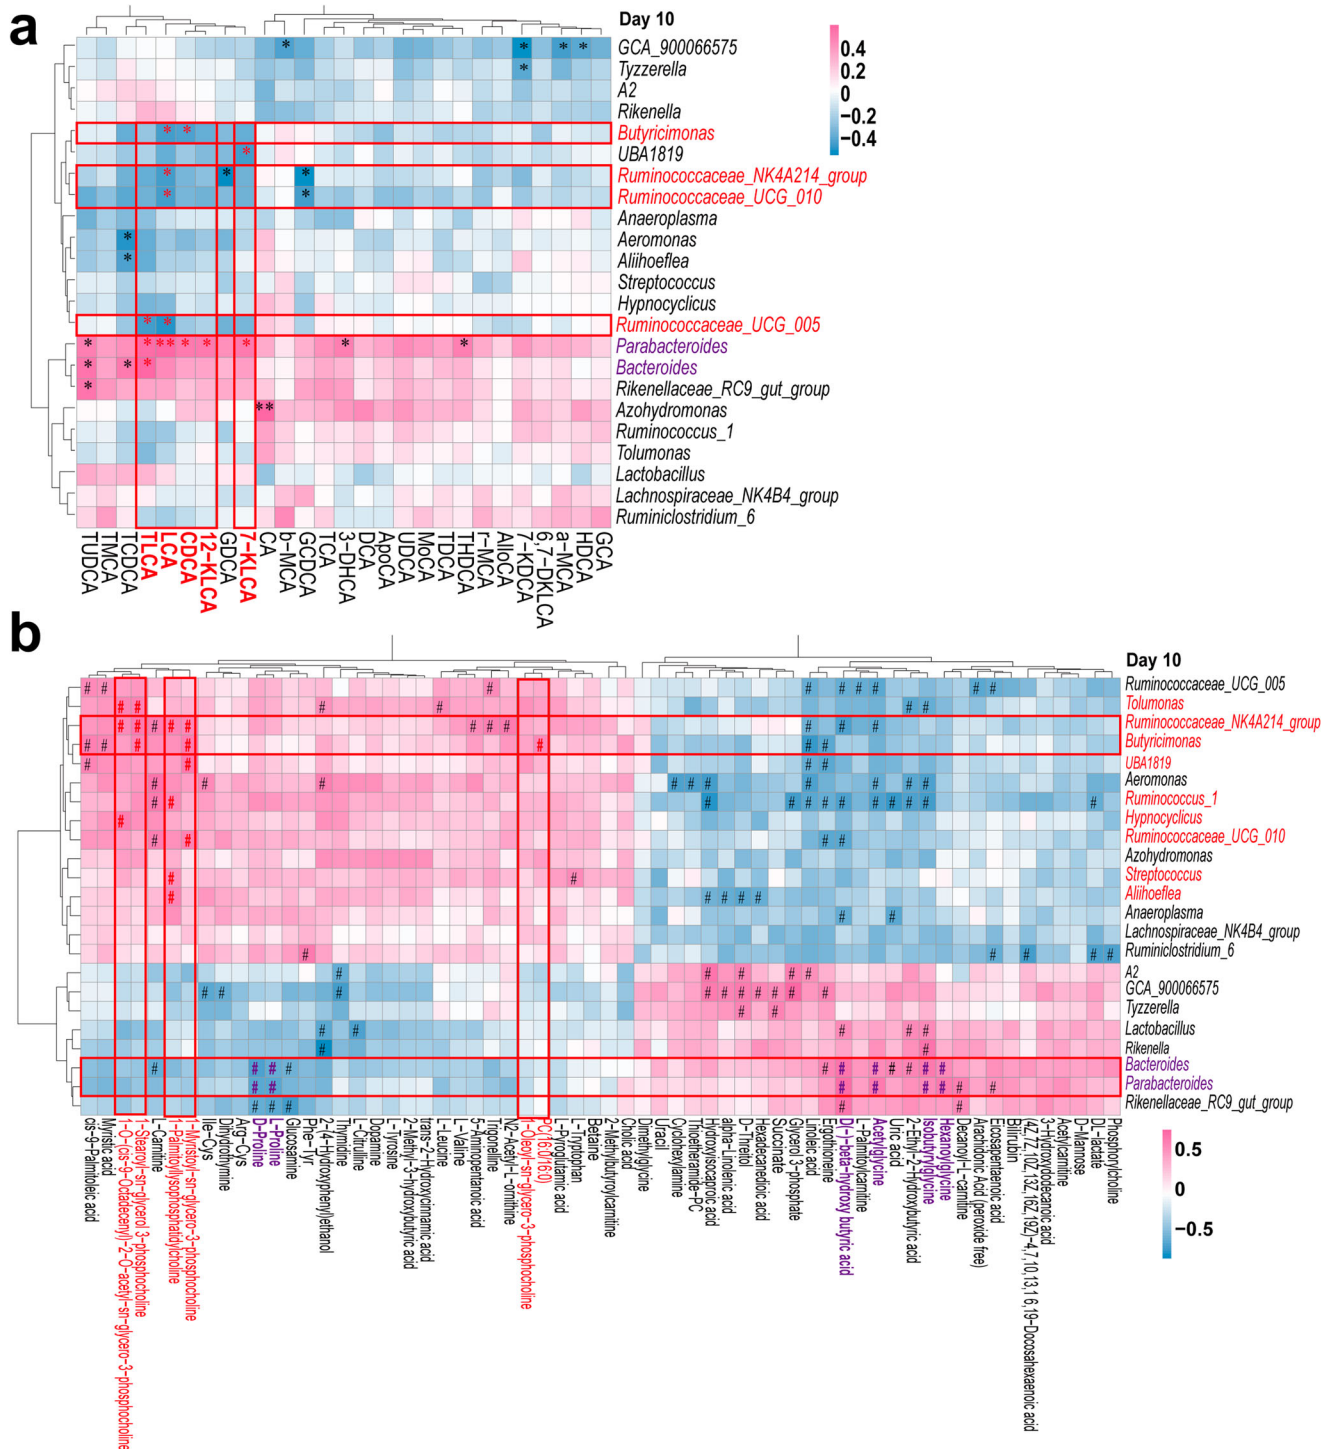 a
Day 10
GCA_900066575
Tyzzerella
A2
Rikenella
Butyricimonas
UBA1819
Ruminococcaceae_NK4A214_group
Ruminococcaceae_UCG_010
Anaeroplasma
Aeromonas
Aliihoeflea
Streptococcus
Hypnocyclicus
Ruminococcaceae_UCG_005
Parabacteroides
Bacteroides
Rikenellaceae_RC9_gut_group
Azohydromonas
Ruminococcus_1
Tolumonas
Lactobacillus
Lachnospiraceae_NK4B4_group
Ruminiclostridium_6
0.4
0.2
0
−0.2
−0.4
TUDCA
TMCA
TCDCA
TLCA
LCA
CDCA
12−KLCA
GDCA
7−KLCA
CA
b−MCA
GCDCA
TCA
3−DHCA
DCA
ApoCA
UDCA
MoCA
TDCA
THDCA
r−MCA
AlloCA
7−KDCA
6,7−DKLCA
a−MCA
HDCA
GCA
b
Day 10
Ruminococcaceae_UCG_005
Tolumonas
Ruminococcaceae_NK4A214_group
Butyricimonas
UBA1819
Aeromonas
Ruminococcus_1
Hypnocyclicus
Ruminococcaceae_UCG_010
Azohydromonas
Streptococcus
Aliihoeflea
Anaeroplasma
Lachnospiraceae_NK4B4_group
Ruminiclostridium_6
A2
GCA_900066575
Tyzzerella
Lactobacillus
Rikenella
Bacteroides
Parabacteroides
Rikenellaceae_RC9_gut_group
0.5
0
−0.5
cis−9−Palmitoleic acid
Myristic acid
1−O−(cis−9−Octadecenyl)−2−O−acetyl−sn−glycero−3−phosphocholine
1−Stearoyl−sn−glycerol 3−phosphocholine
L−Carnitine
1−Palmitoyllysophosphatidylcholine
1−Myristoyl−sn−glycero−3−phosphocholine
Ile−Cys
Dihydrothymine
Arg−Cys
D−Proline
L−Proline
Glucosamine
Phe−Tyr
2−(4−Hydroxyphenyl)ethanol
Thymidine
L−Citrulline
Dopamine
L−Tyrosine
2−Methyl−3−hydroxybutyric acid
trans−2−Hydroxycinnamic acid
L−Leucine
L−Valine
5−Aminopentanoic acid
Trigonelline
N2−Acetyl−L−ornithine
1−Oleoyl−sn−glycero−3−phosphocholine
PC(16:0/16:0)
L−Pyroglutamic acid
L−Tryptophan
Betaine
2−Methylbutyroylcarnitine
Cholic acid
Dimethylglycine
Uracil
Cyclohexylamine
Thioetheramide−PC
Hydroxyisocaproic acid
alpha−Linolenic acid
D−Threitol
Hexadecanedioic acid
Succinate
Glycerol 3−phosphate
Linoleic acid
Ergothioneine
D(−)−beta−hydroxy butyric acid
L−Palmitoylcarnitine
Acetylglycine
Uric acid
2−Ethyl−2−Hydroxybutyric acid
Isobutyrylglycine
Hexanoylglycine
Decanoyl−L−carnitine
Arachidonic Acid (peroxide free)
Eicosapentaenoic acid
Bilirubin
(4Z,7Z,10Z,13Z,16Z,19Z)−4,7,10,13,16,19−Docosahexaenoic acid
3−Hydroxydodecanoic acid
Acetylcarnitine
D−Mannose
DL−lactate
Phosphorylcholine